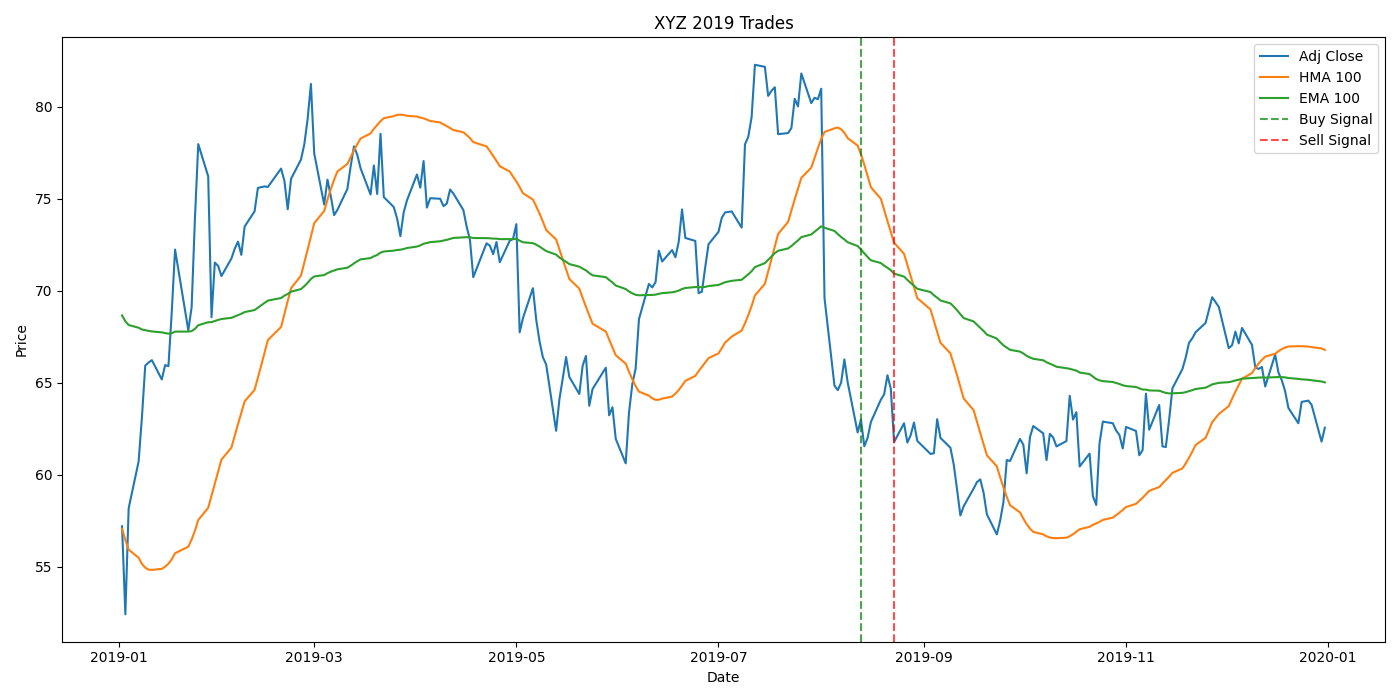 XYZ 2019 Trades
Adj Close
HMA 100
EMA 100
Buy Signal
Sell Signal
Price
80
75
70
65
60
55
2019-01
2019-03
2019-05
2019-07
2019-09
2019-11
2020-01
Date